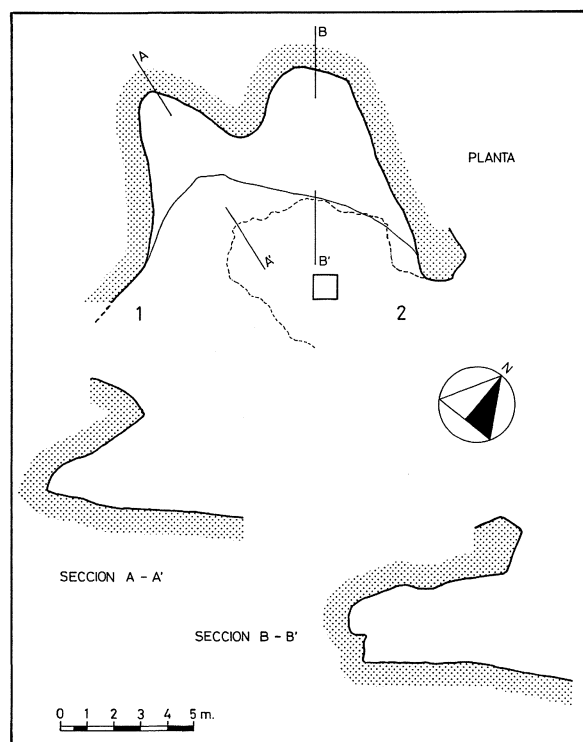 B
A
PLANTA
A'
B'
1
2
N
SECCION A - A'
SECCION B - B'
0 1 2 3 4 5 m.